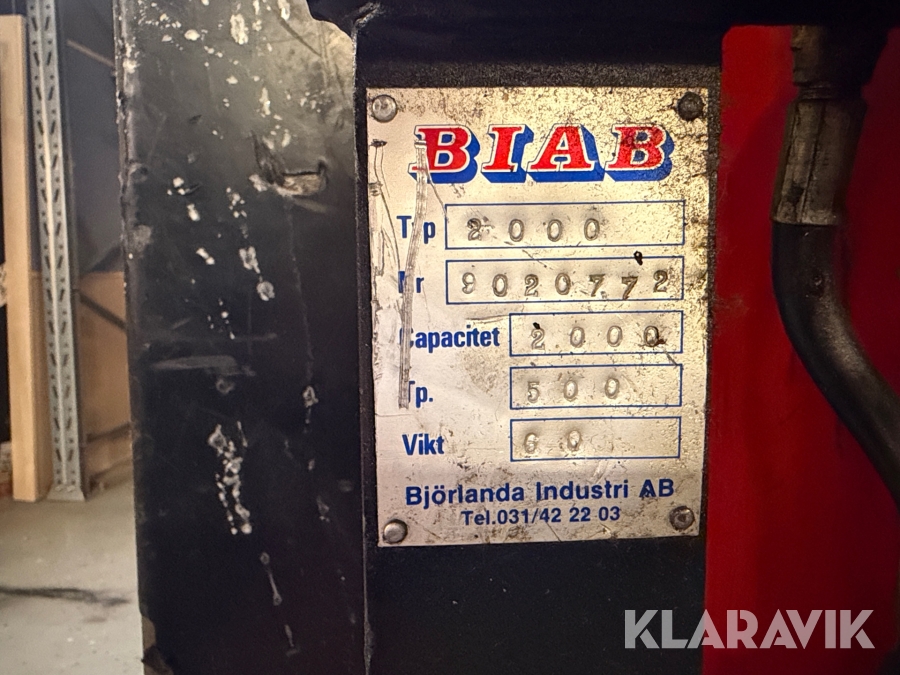 BIAB
Typ 2000
Nr 9020772
Capacitet 2000
Tp. 500
Vikt 60
Björlanda Industri AB
Tel.031/42 22 03
KLARAVIK